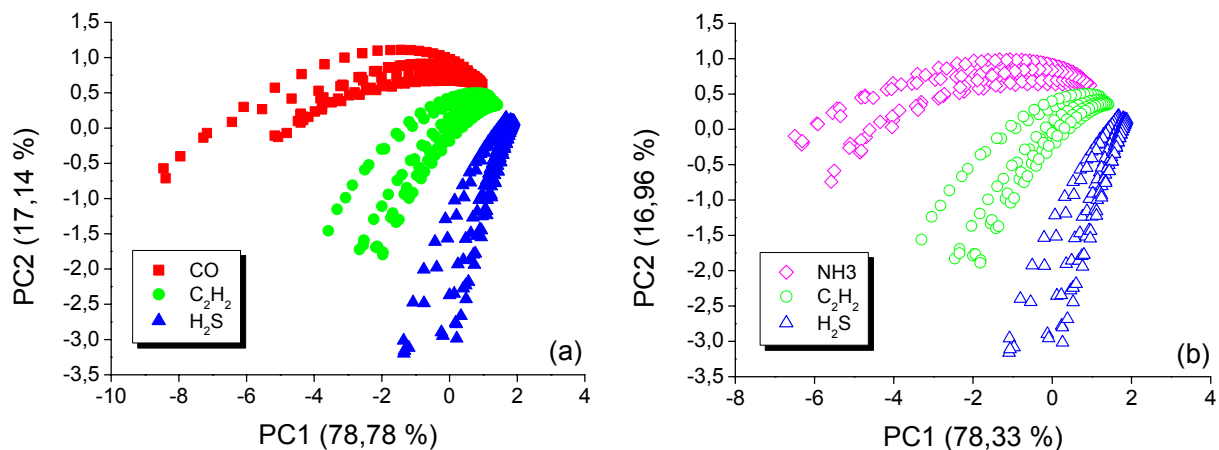 1,5
1,0
0,5
0,0
-0,5
-1,0
-1,5
-2,0
-2,5
-3,0
-3,5
PC2 (17,14 %)
CO
C₂H₂
H₂S
(a)
-10 -8 -6 -4 -2 0 2 4
PC1 (78,78 %)
1,5
1,0
0,5
0,0
-0,5
-1,0
-1,5
-2,0
-2,5
-3,0
-3,5
PC2 (16,96 %)
NH3
C₂H₂
H₂S
(b)
-8 -6 -4 -2 0 2 4
PC1 (78,33 %)